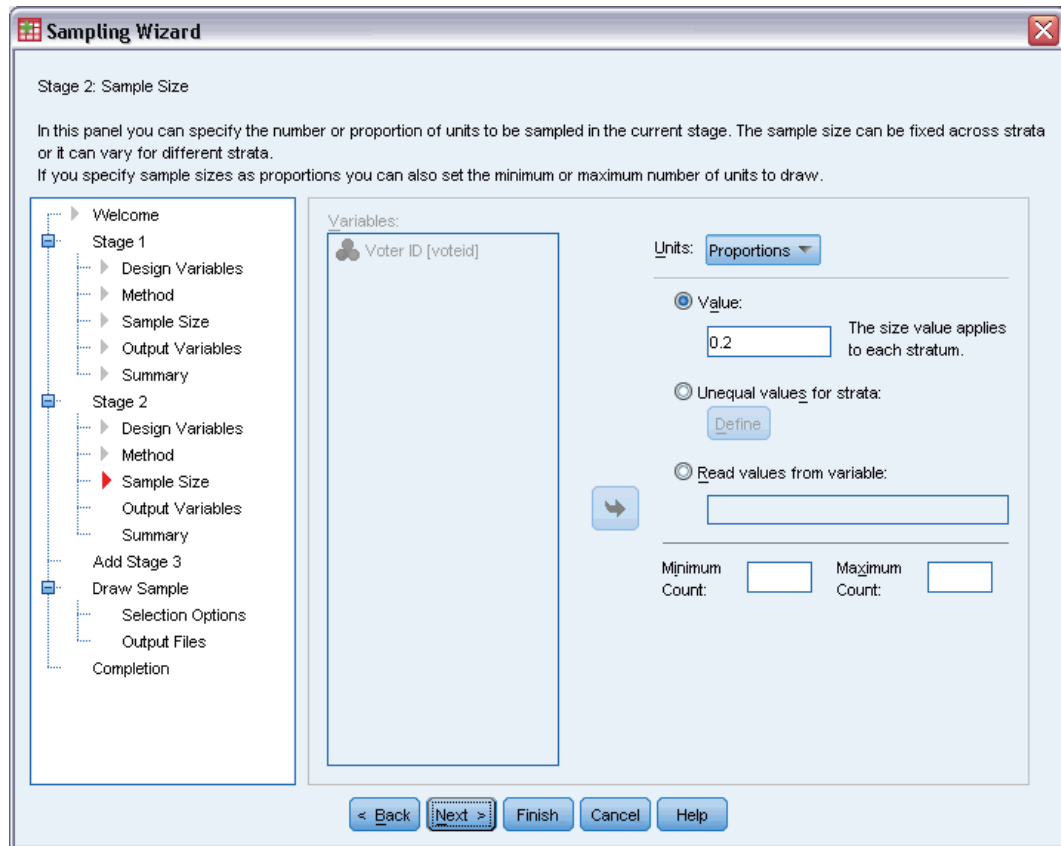 Sampling Wizard
Stage 2: Sample Size
In this panel you can specify the number or proportion of units to be sampled in the current stage. The sample size can be fixed across strata
or it can vary for different strata.
If you specify sample sizes as proportions you can also set the minimum or maximum number of units to draw.
Welcome
Stage 1
Design Variables
Method
Sample Size
Output Variables
Summary
Stage 2
Design Variables
Method
Sample Size
Output Variables
Summary
Add Stage 3
Draw Sample
Selection Options
Output Files
Completion
Variables:
Voter ID [voteid]
Units: Proportions
Value:
0.2
The size value applies
to each stratum.
Unequal values for strata:
Define
Read values from variable:
Minimum
Count:
Maximum
Count:
< Back
Next >
Finish
Cancel
Help